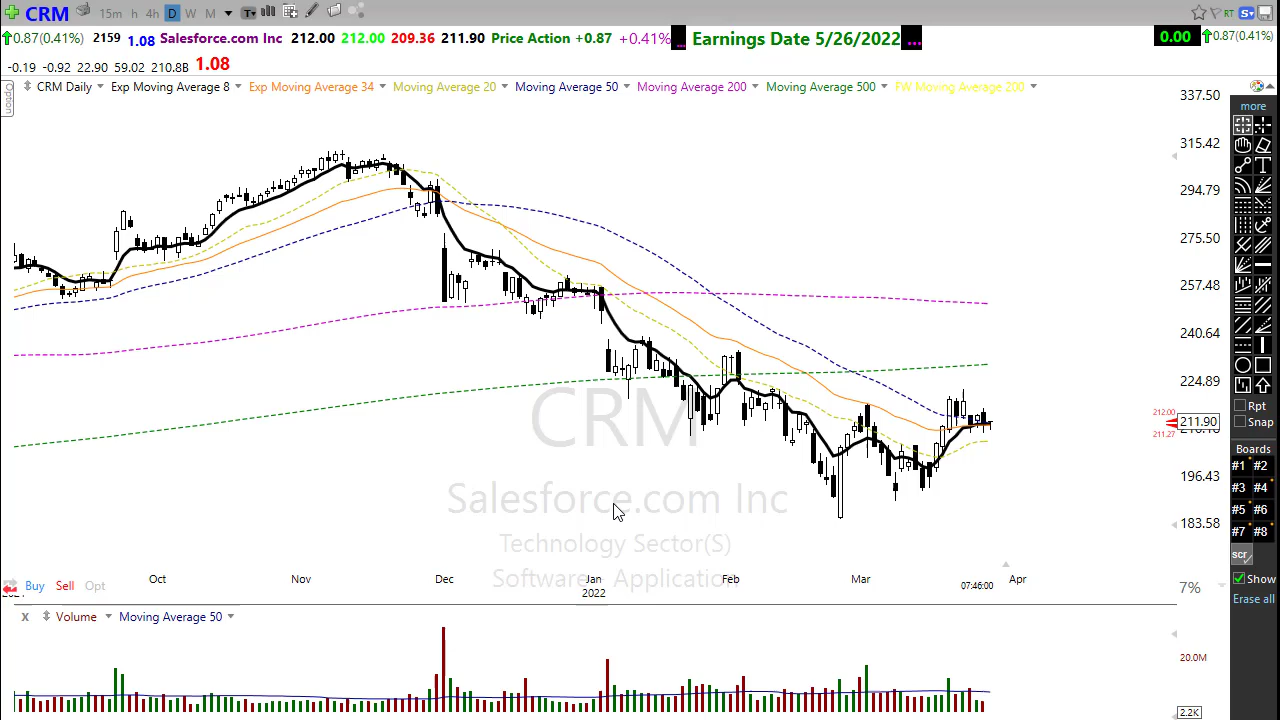 CRM 15m h 4h D W M T RT S
0.87(0.41%) 2159 1.08 Salesforce.com Inc 212.00 212.00 209.36 211.90 Price Action +0.87 +0.41% ... Earnings Date 5/26/2022 ... 0.00 0.87(0.41%)
-0.19 -0.92 22.90 59.02 210.8B 1.08
Option CRM Daily Exp Moving Average 8 Exp Moving Average 34 Moving Average 20 Moving Average 50 Moving Average 200 Moving Average 500 FW Moving Average 200
337.50
more
315.42
294.79
275.50
257.48
240.64
224.89
CRM
Rpt
212.00
211.90
Snap
211.27
Boards
#1 #2
196.43
#3 #4
Salesforce.com Inc
#5 #6
183.58
#7 #8
Technology Sector(S)
scr
Software - Application
Oct Nov Dec Jan Feb Mar Apr
Show
2022
07:46:00
Buy Sell Opt
7%
Erase all
x Volume Moving Average 50
20.0M
2.2K